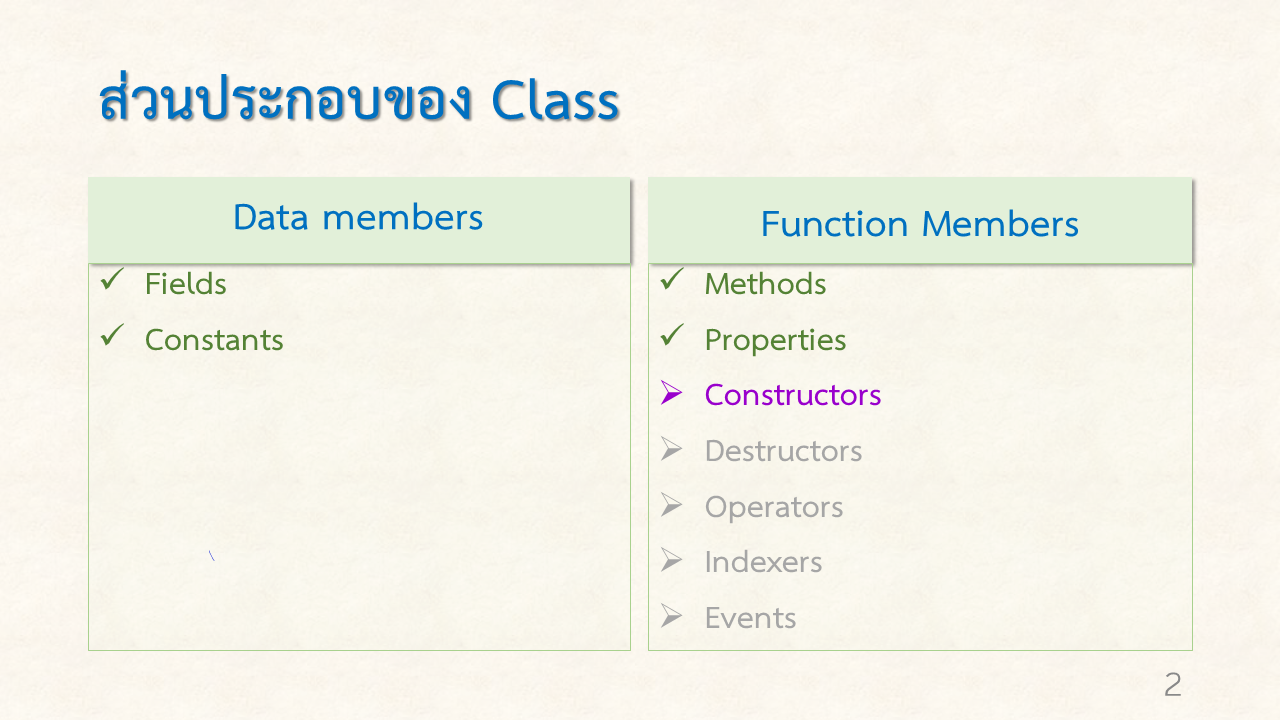 ส่วนประกอบของ Class
Data members
Fields
Constants
Function Members
Methods
Properties
Constructors
Destructors
Operators
Indexers
Events
2